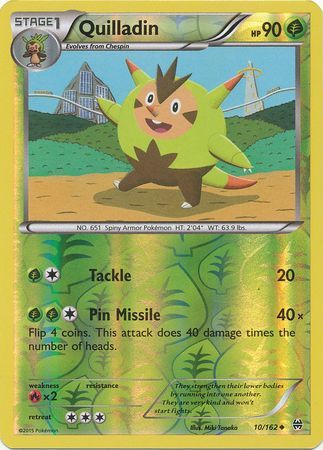 STAGE 1
Quilladin
HP 90
Evolves from Chespin
NO. 651 Spiny Armor Pokémon HT: 2'04" WT: 63.9 lbs.
Tackle 20
Pin Missile 40×
Flip 4 coins. This attack does 40 damage times the
number of heads.
weakness resistance
×2
retreat
They strengthen their lower bodies
by running into one another.
They are very kind and won't
start fights.
©2015 Pokémon
Illus. Miki Tanaka
10/162